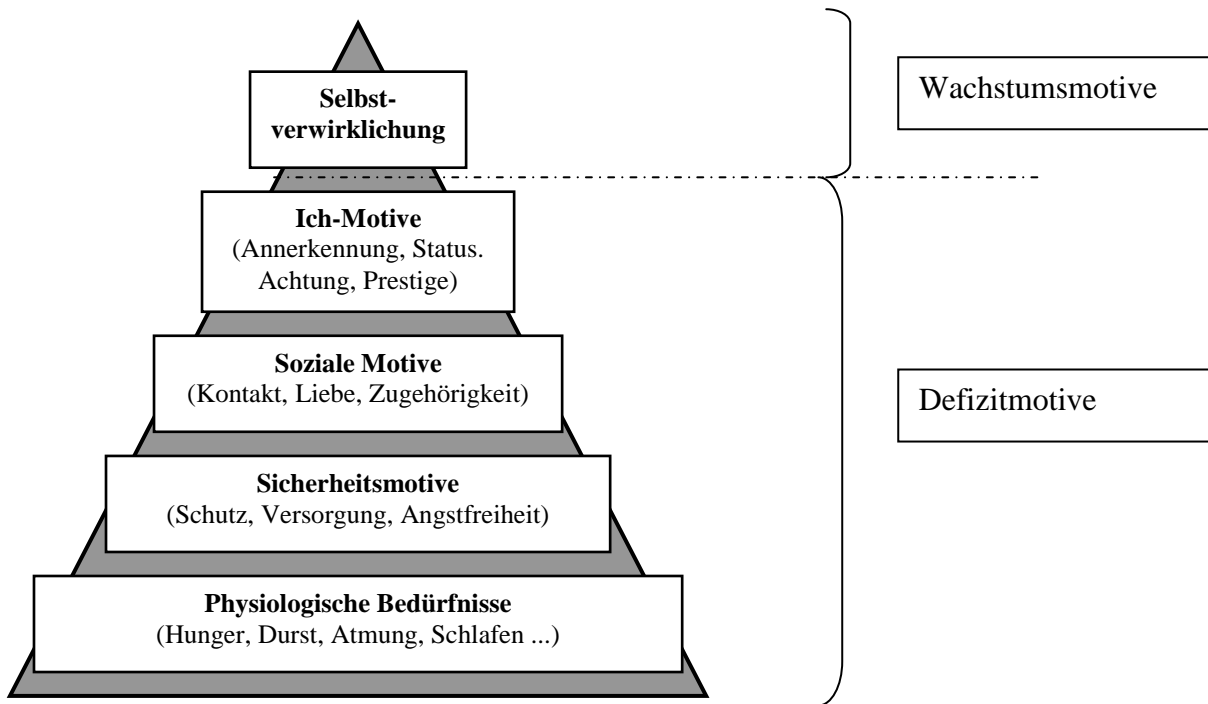 Selbst-
verwirklichung
Wachstumsmotive
Ich-Motive
(Annerkennung, Status.
Achtung, Prestige)
Soziale Motive
(Kontakt, Liebe, Zugehörigkeit)
Defizitmotive
Sicherheitsmotive
(Schutz, Versorgung, Angstfreiheit)
Physiologische Bedürfnisse
(Hunger, Durst, Atmung, Schlafen ...)